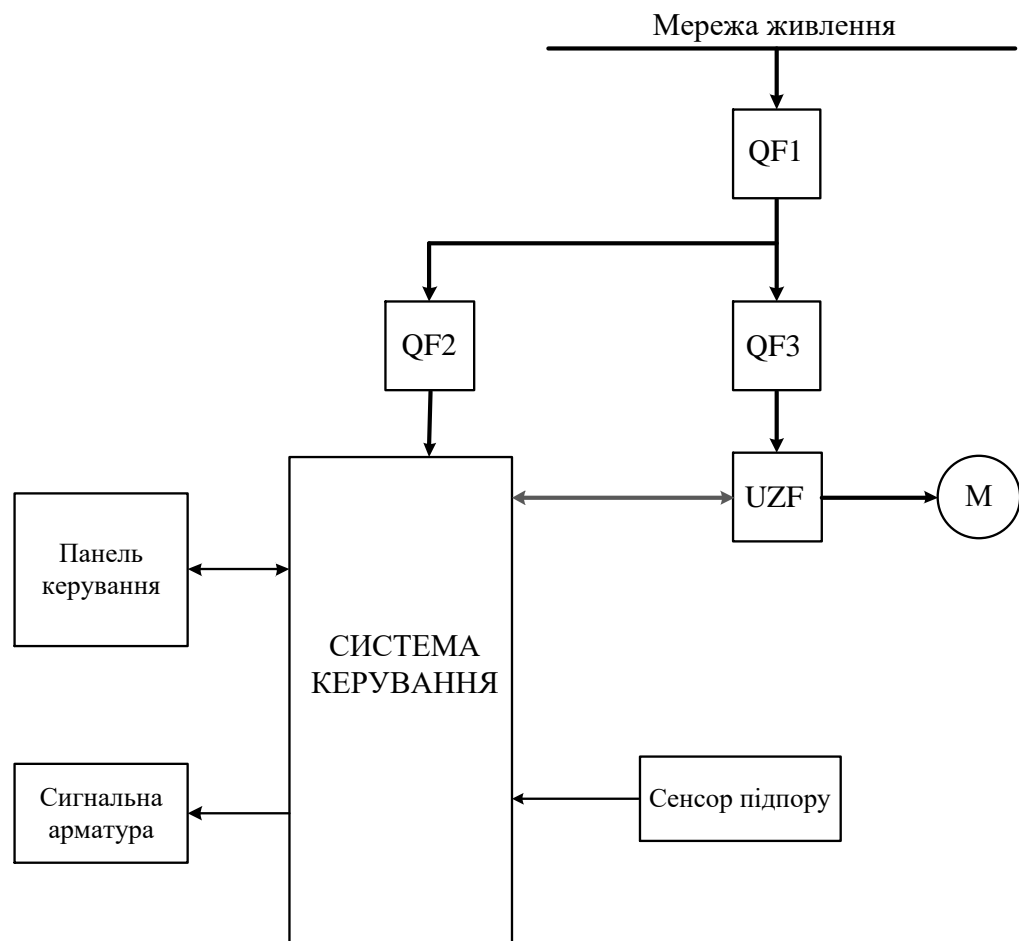 Мережа живлення
QF1
QF2
QF3
UZF
М
Панель
керування
СИСТЕМА
КЕРУВАННЯ
Сигнальна
арматура
Сенсор підпору